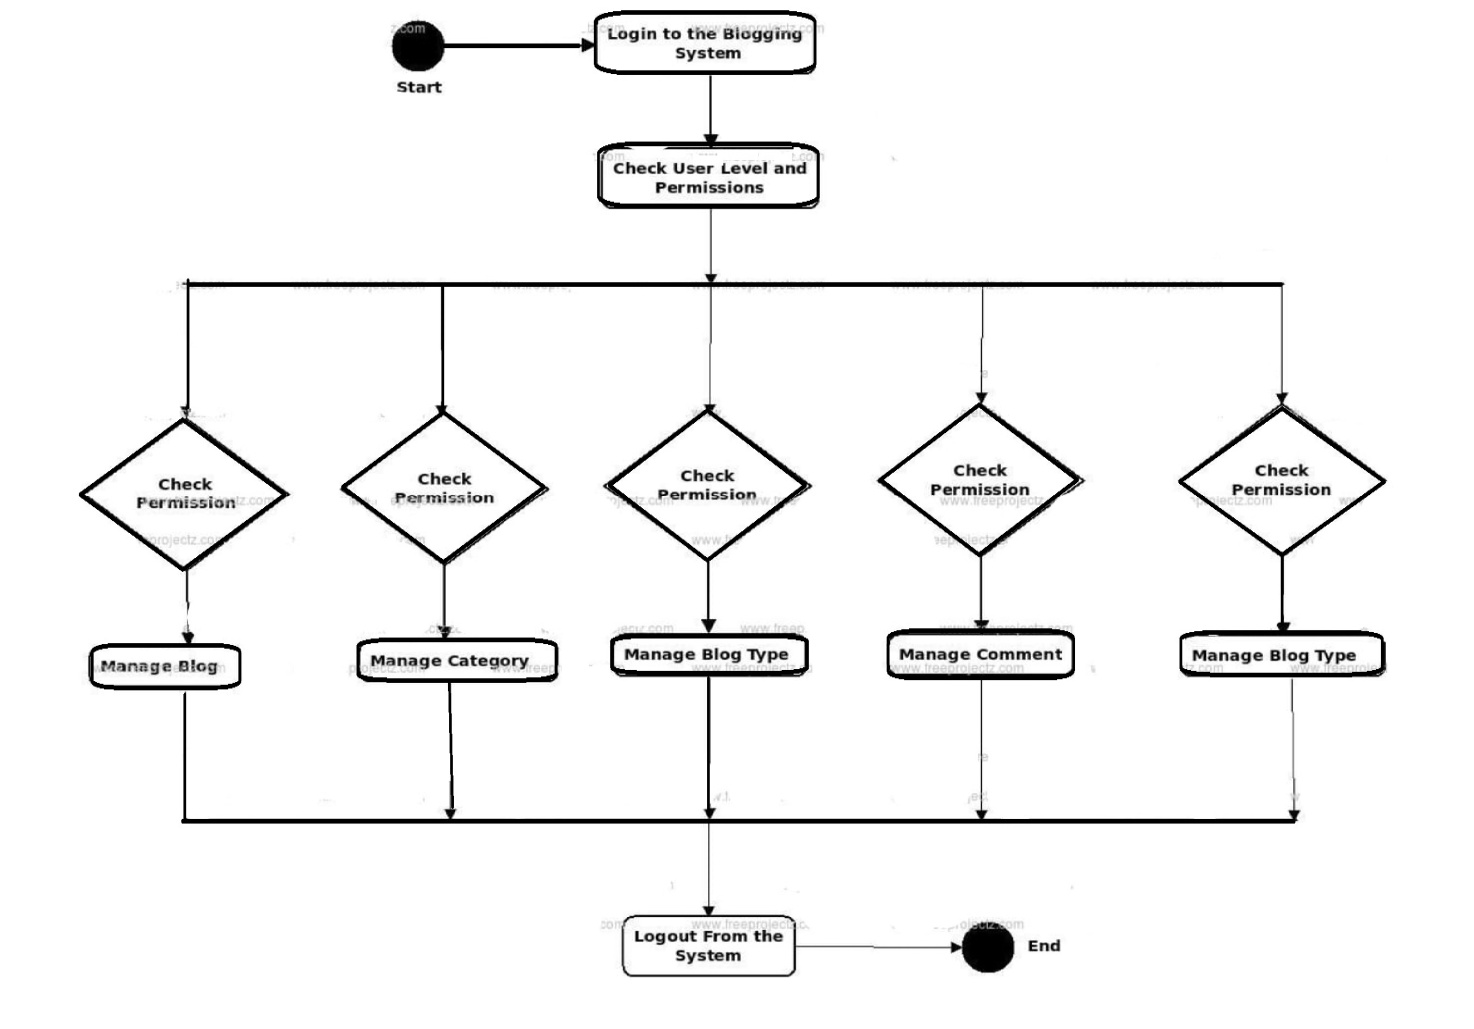 Login to the Blogging
System
Start
Check User Level and
Permissions
Check
Permission
Check
Permission
Check
Permission
Check
Permission
Check
Permission
Manage Blog
Manage Category
Manage Blog Type
Manage Comment
Manage Blog Type
Logout From the
System
End